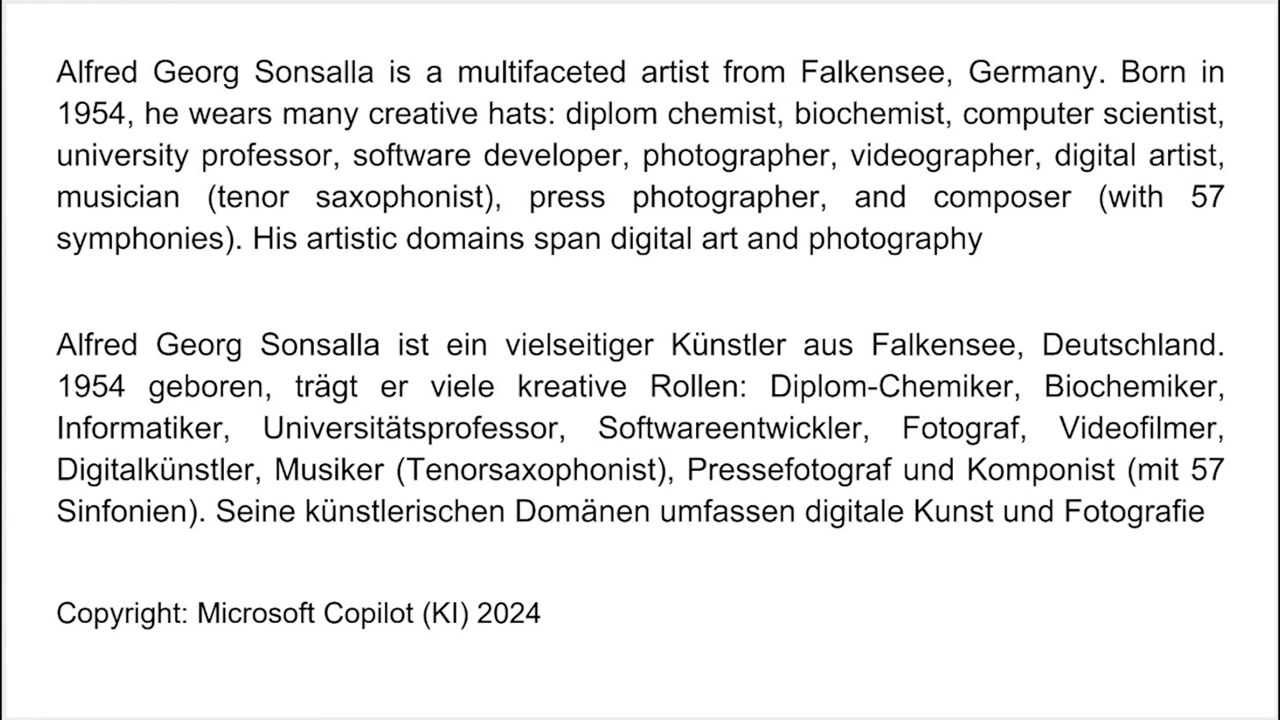 Alfred Georg Sonsalla is a multifaceted artist from Falkensee, Germany. Born in
1954, he wears many creative hats: diplom chemist, biochemist, computer scientist,
university professor, software developer, photographer, videographer, digital artist,
musician (tenor saxophonist), press photographer, and composer (with 57
symphonies). His artistic domains span digital art and photography
Alfred Georg Sonsalla ist ein vielseitiger Künstler aus Falkensee, Deutschland.
1954 geboren, trägt er viele kreative Rollen: Diplom-Chemiker, Biochemiker,
Informatiker, Universitätsprofessor, Softwareentwickler, Fotograf, Videofilmer,
Digitalkünstler, Musiker (Tenorsaxophonist), Pressefotograf und Komponist (mit 57
Sinfonien). Seine künstlerischen Domänen umfassen digitale Kunst und Fotografie
Copyright: Microsoft Copilot (KI) 2024